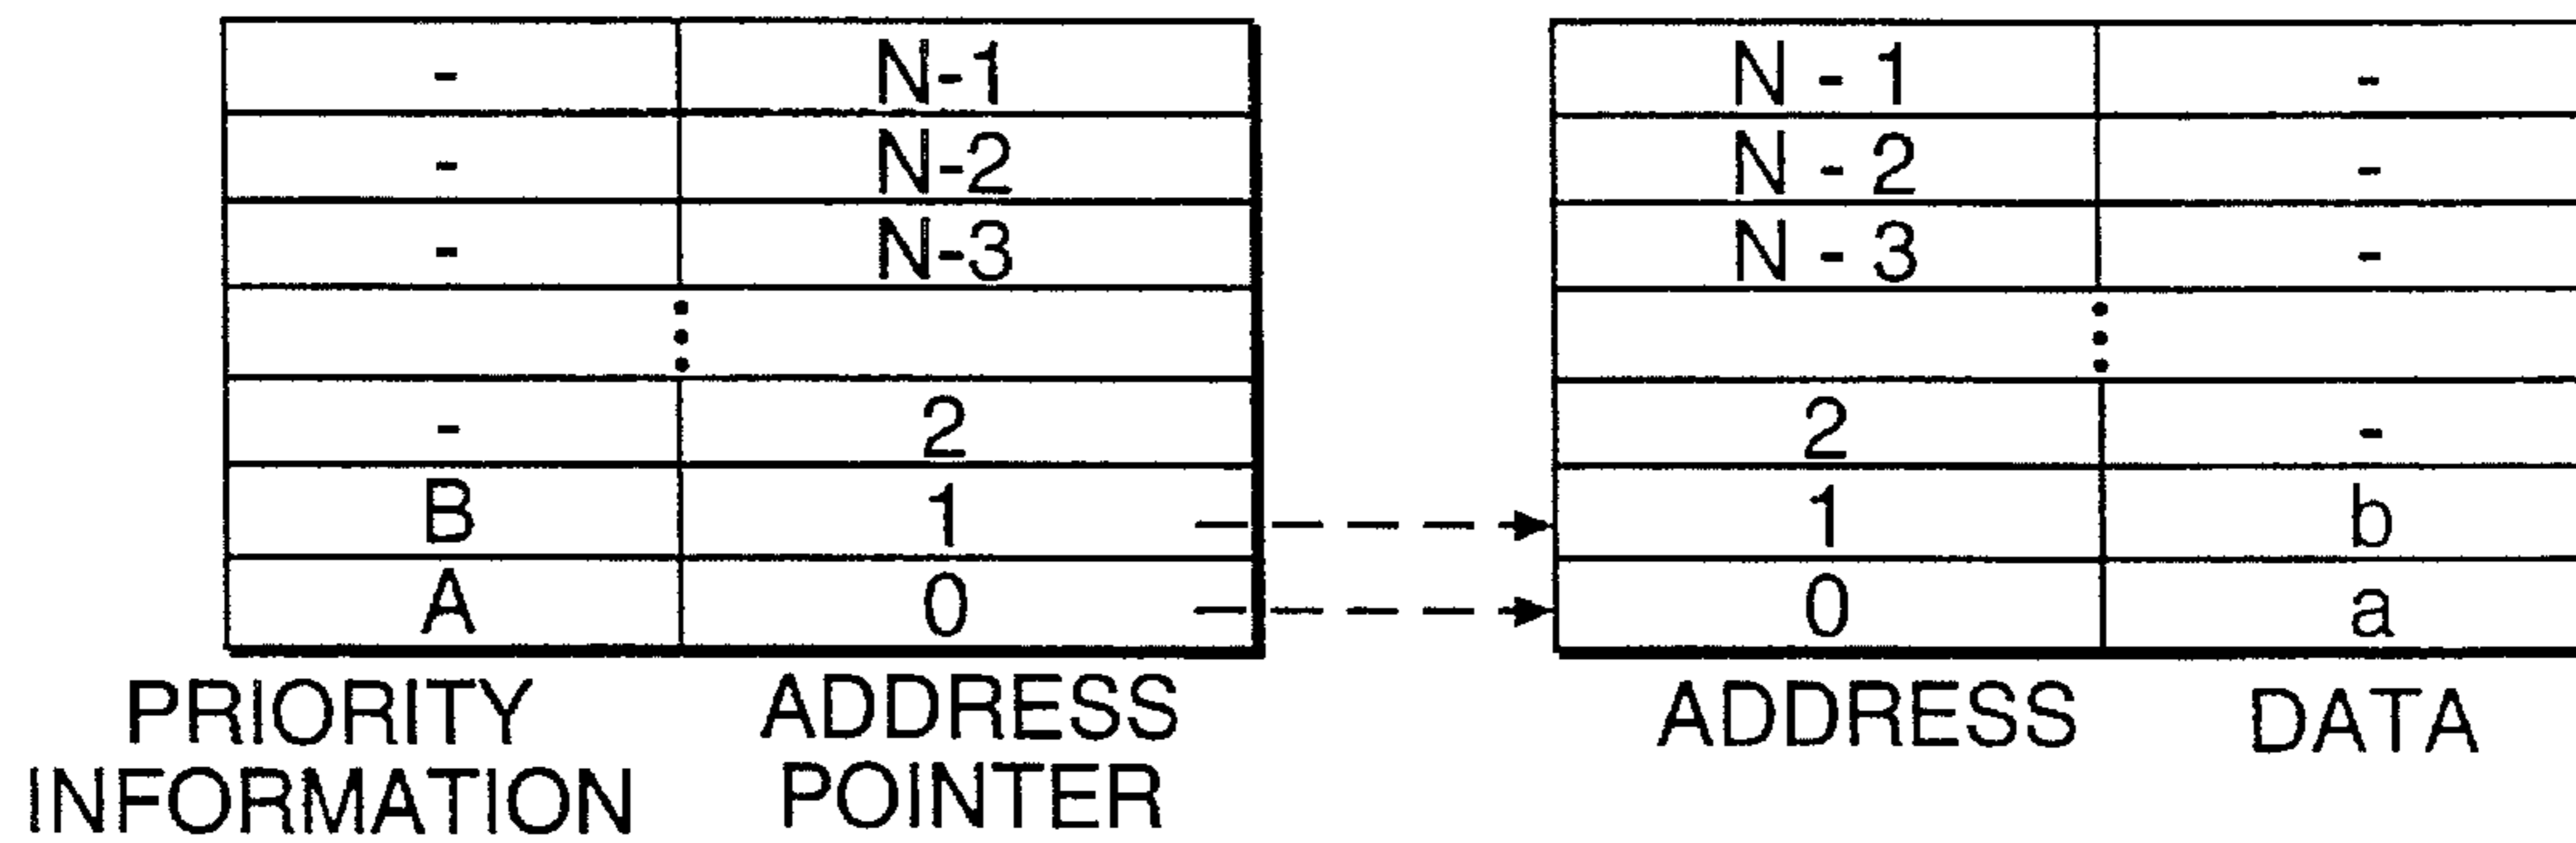 - N-1 N - 1 -
- N-2 N - 2 -
- N-3 N - 3 -
- 2 2 -
B 1 1 b
A 0 0 a
PRIORITY INFORMATION
ADDRESS POINTER
ADDRESS
DATA